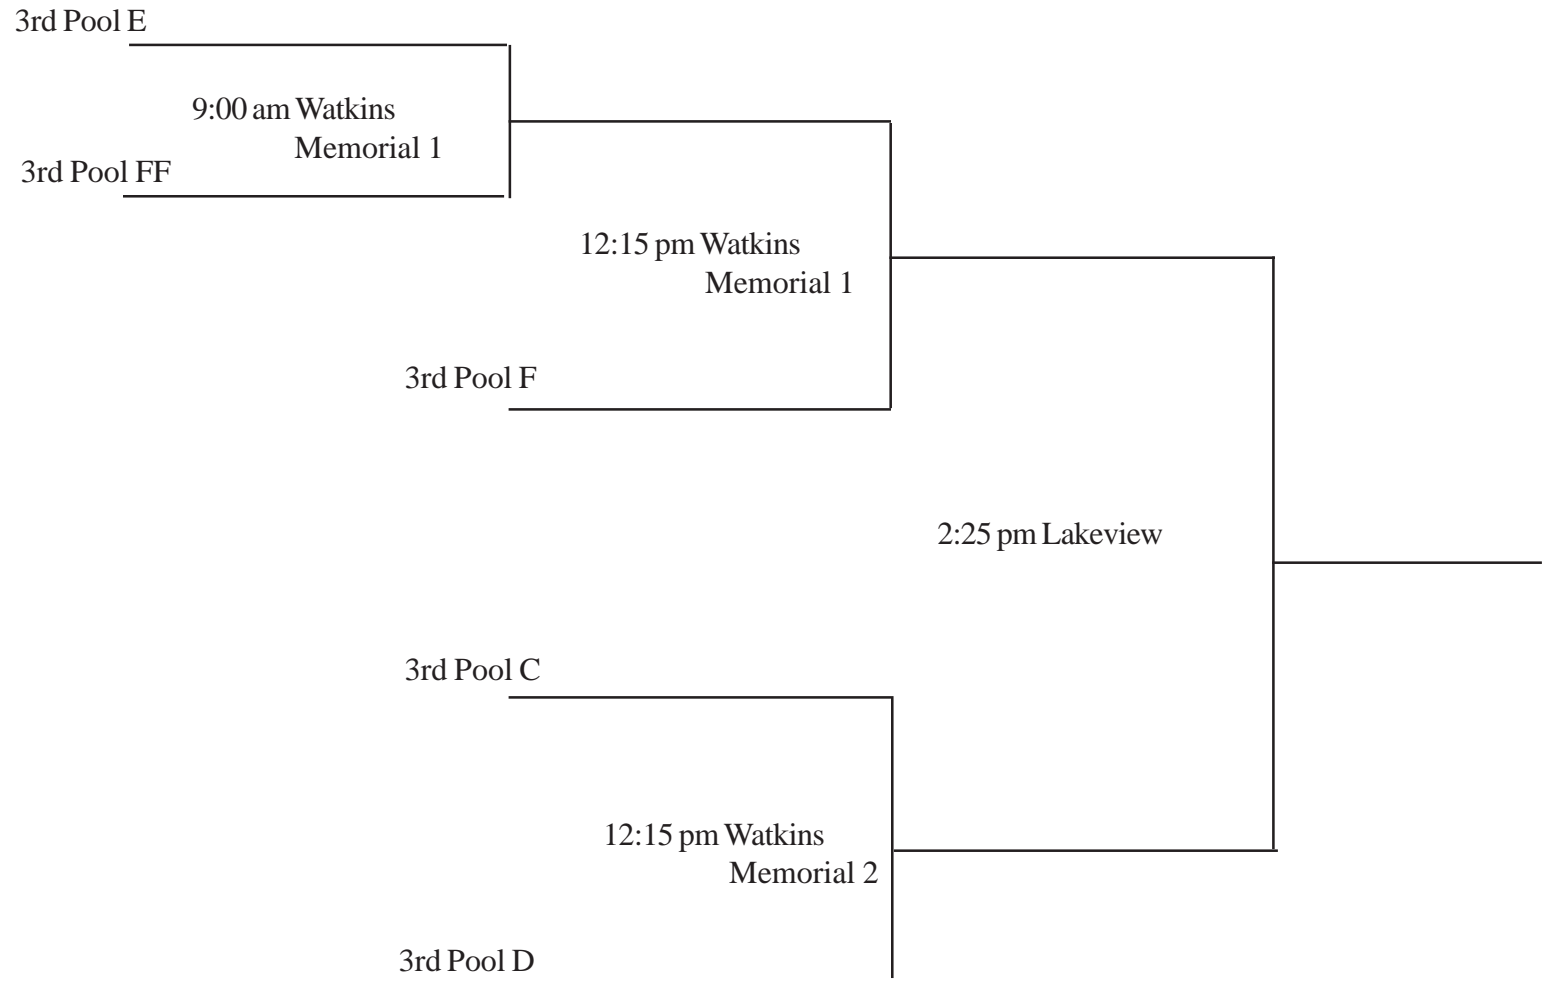 3rd Pool E
9:00 am Watkins
Memorial 1
3rd Pool FF
12:15 pm Watkins
Memorial 1
3rd Pool F
2:25 pm Lakeview
3rd Pool C
12:15 pm Watkins
Memorial 2
3rd Pool D